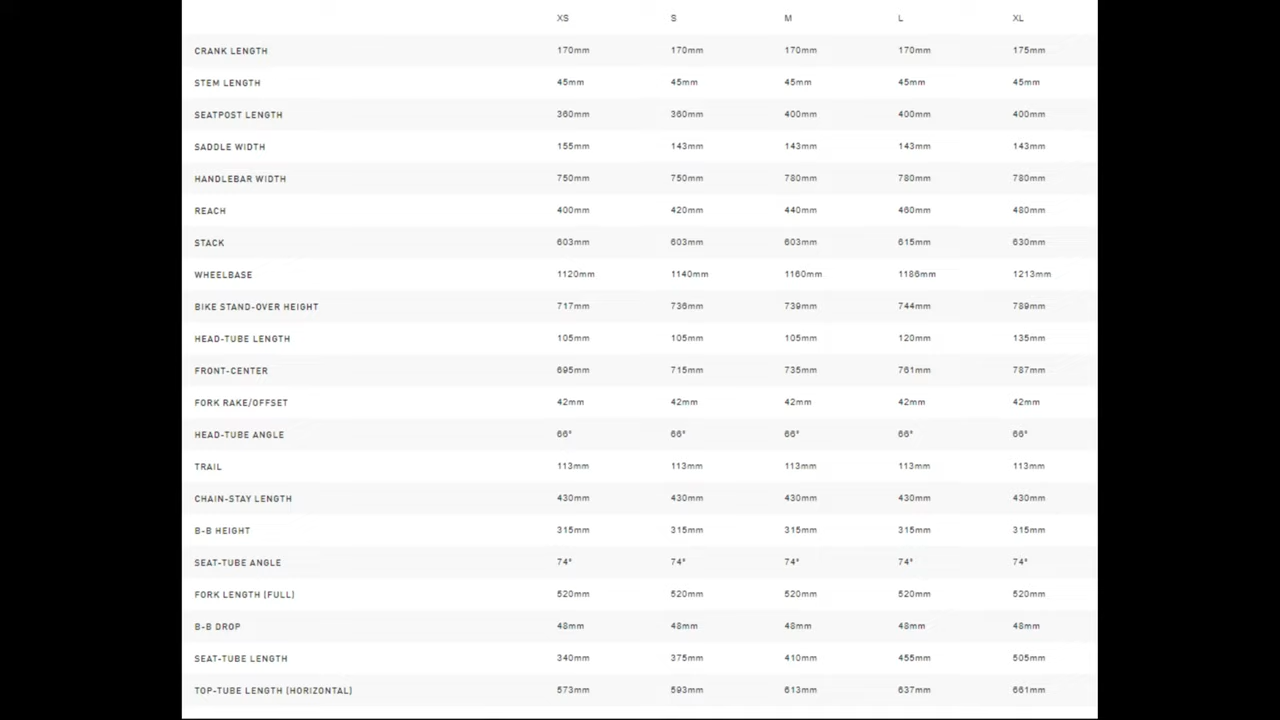 XS S M L XL
CRANK LENGTH 170mm 170mm 170mm 170mm 175mm
STEM LENGTH 45mm 45mm 45mm 45mm 45mm
SEATPOST LENGTH 360mm 360mm 400mm 400mm 400mm
SADDLE WIDTH 155mm 143mm 143mm 143mm 143mm
HANDLEBAR WIDTH 750mm 750mm 780mm 780mm 780mm
REACH 400mm 420mm 440mm 460mm 480mm
STACK 603mm 603mm 603mm 615mm 630mm
WHEELBASE 1120mm 1140mm 1160mm 1186mm 1213mm
BIKE STAND-OVER HEIGHT 717mm 736mm 739mm 744mm 789mm
HEAD-TUBE LENGTH 105mm 105mm 105mm 120mm 135mm
FRONT-CENTER 695mm 715mm 735mm 761mm 787mm
FORK RAKE/OFFSET 42mm 42mm 42mm 42mm 42mm
HEAD-TUBE ANGLE 66° 66° 66° 66° 66°
TRAIL 113mm 113mm 113mm 113mm 113mm
CHAIN-STAY LENGTH 430mm 430mm 430mm 430mm 430mm
B-B HEIGHT 315mm 315mm 315mm 315mm 315mm
SEAT-TUBE ANGLE 74° 74° 74° 74° 74°
FORK LENGTH (FULL) 520mm 520mm 520mm 520mm 520mm
B-B DROP 48mm 48mm 48mm 48mm 48mm
SEAT-TUBE LENGTH 340mm 375mm 410mm 455mm 505mm
TOP-TUBE LENGTH (HORIZONTAL) 573mm 593mm 613mm 637mm 661mm